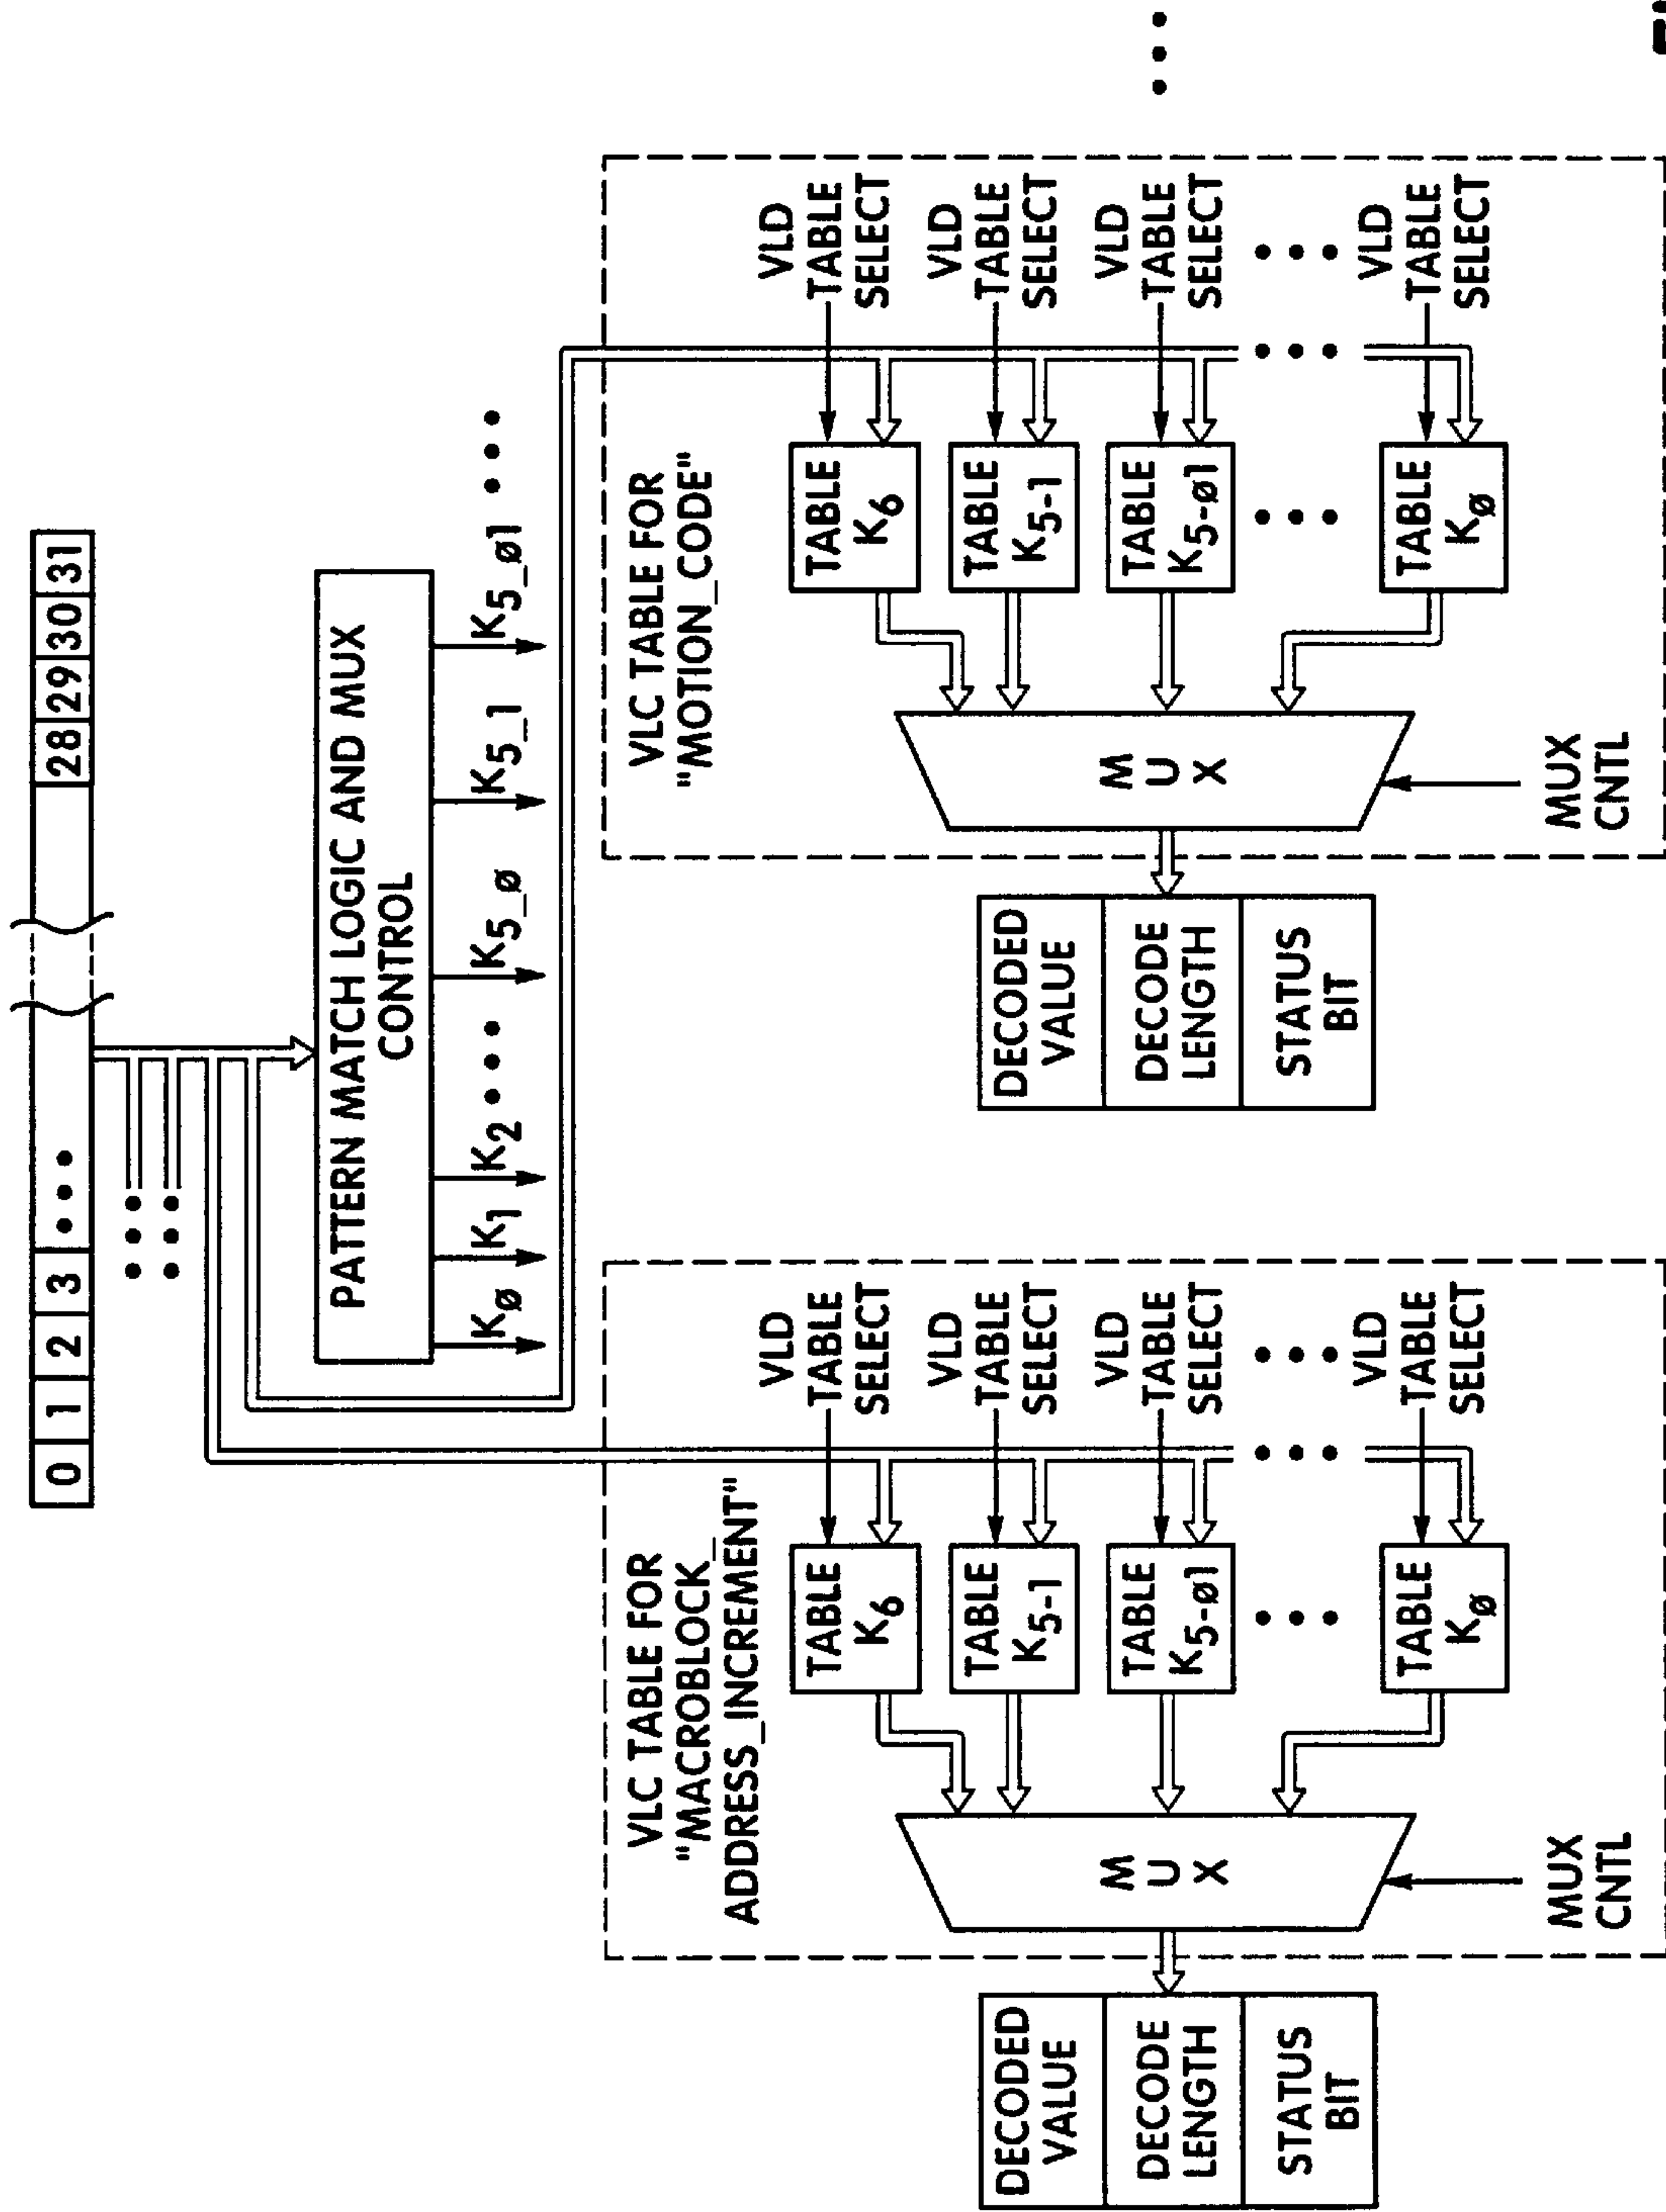 0 1 2 3 ••• 28 29 30 31
PATTERN MATCH LOGIC AND MUX
CONTROL
Kø K1 K2 ••• K5_ø K5_1 K5_ø1 •••
VLC TABLE FOR
"MACROBLOCK_
ADDRESS_INCREMENT"
VLD
TABLE
SELECT
VLD
TABLE
SELECT
VLD
TABLE
SELECT
•••
VLD
TABLE
SELECT
TABLE
K6
TABLE
K5-1
TABLE
K5-ø1
•••
TABLE
Kø
MUX
MUX
CNTL
DECODED
VALUE
DECODE
LENGTH
STATUS
BIT
VLC TABLE FOR
"MOTION_CODE"
VLD
TABLE
SELECT
VLD
TABLE
SELECT
VLD
TABLE
SELECT
•••
VLD
TABLE
SELECT
TABLE
K6
TABLE
K5-1
TABLE
K5-ø1
•••
TABLE
Kø
MUX
MUX
CNTL
DECODED
VALUE
DECODE
LENGTH
STATUS
BIT
•••